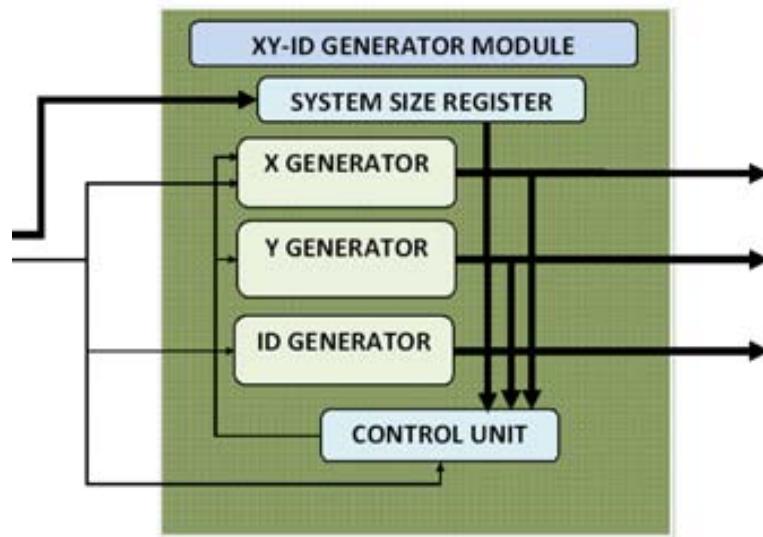 XY-ID GENERATOR MODULE
SYSTEM SIZE REGISTER
X GENERATOR
Y GENERATOR
ID GENERATOR
CONTROL UNIT